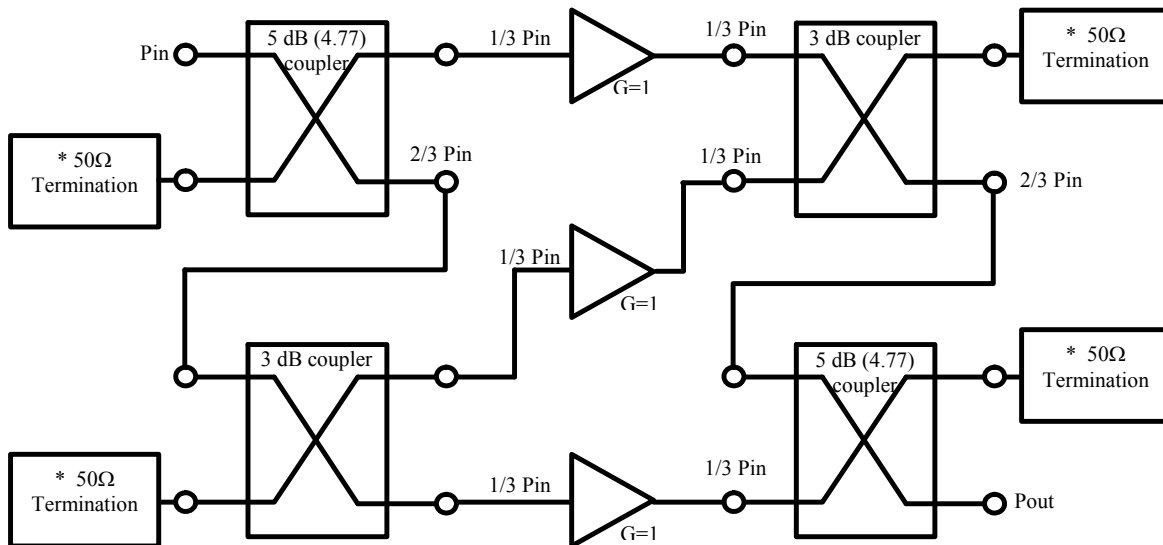 Pin
5 dB (4.77)
coupler
1/3 Pin
G=1
1/3 Pin
3 dB coupler
* 50Ω
Termination
* 50Ω
Termination
2/3 Pin
1/3 Pin
2/3 Pin
1/3 Pin
G=1
3 dB coupler
5 dB (4.77)
coupler
* 50Ω
Termination
* 50Ω
Termination
1/3 Pin
G=1
1/3 Pin
Pout